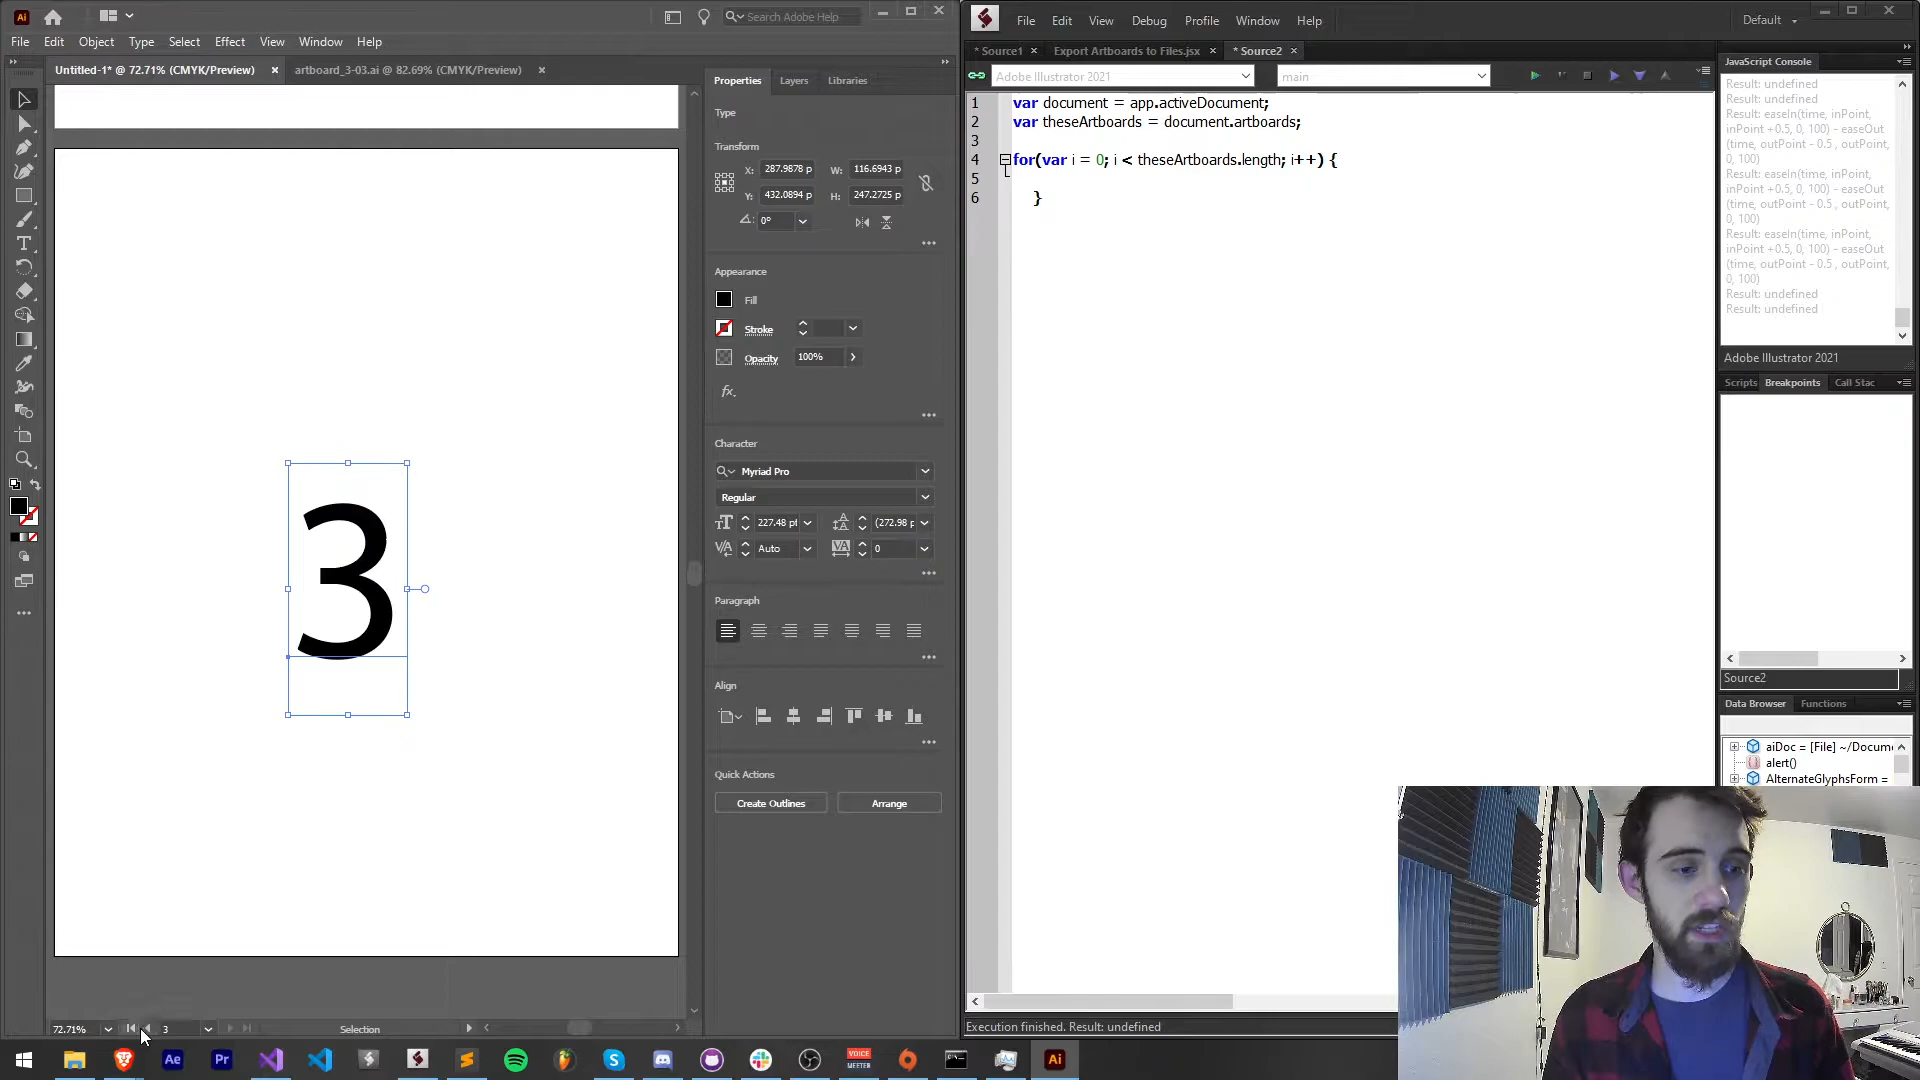 Ai
Search Adobe Help
File Edit Object Type Select Effect View Window Help
Untitled-1* @ 72.71% (CMYK/Preview) × artboard_3-03.ai @ 82.69% (CMYK/Preview) ×
3
72.71% 3 Selection
Properties Layers Libraries
Type
Transform
X: 287.9878 p W: 116.6943 p
Y: 432.0894 p H: 247.2725 p
0°
Appearance
Fill
Stroke
Opacity 100%
fx.
Character
Myriad Pro
Regular
227.48 pt (272.98 p
Auto 0
Paragraph
Align
Quick Actions
Create Outlines Arrange
File Edit View Debug Profile Window Help Default
* Source1 × Export Artboards to Files.jsx × * Source2 ×
Adobe Illustrator 2021 main
1 var document = app.activeDocument;
2 var theseArtboards = document.artboards;
3
4 for(var i = 0; i < theseArtboards.length; i++) {
5
6 }
Execution finished. Result: undefined
JavaScript Console
Result: undefined
Result: undefined
Result: easeIn(time, inPoint,
inPoint +0.5, 0, 100) - easeOut
(time, outPoint - 0.5 , outPoint,
0, 100)
Result: easeIn(time, inPoint,
inPoint +0.5, 0, 100) - easeOut
(time, outPoint - 0.5 , outPoint,
0, 100)
Result: easeIn(time, inPoint,
inPoint +0.5, 0, 100) - easeOut
(time, outPoint - 0.5 , outPoint,
0, 100)
Result: undefined
Result: undefined
Adobe Illustrator 2021
Scripts Breakpoints Call Stac
Source2
Data Browser Functions
aiDoc = [File] ~/Docum
alert()
AlternateGlyphsForm =
Ae Pr VOICE MEETER Ai